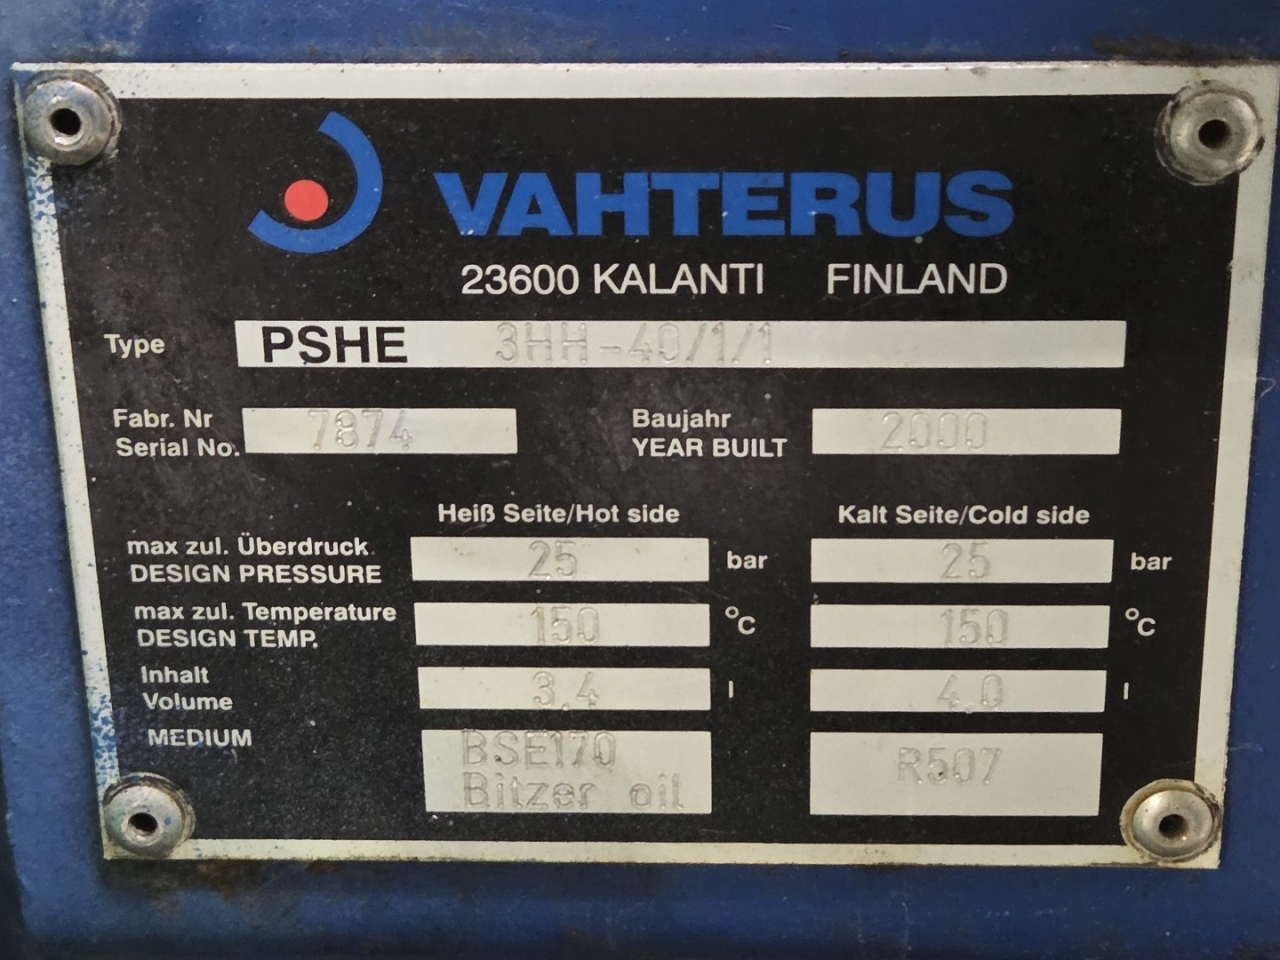 VAHTERUS
23600 KALANTI FINLAND
Type PSHE 3HH-40/1/1
Fabr. Nr
Serial No. 7874
Baujahr
YEAR BUILT 2000
Heiß Seite/Hot side Kalt Seite/Cold side
max zul. Überdruck
DESIGN PRESSURE 25 bar 25 bar
max zul. Temperature
DESIGN TEMP. 150 °C 150 °C
Inhalt
Volume 3,4 l 4,0 l
MEDIUM BSE170
Bitzer oil
R507